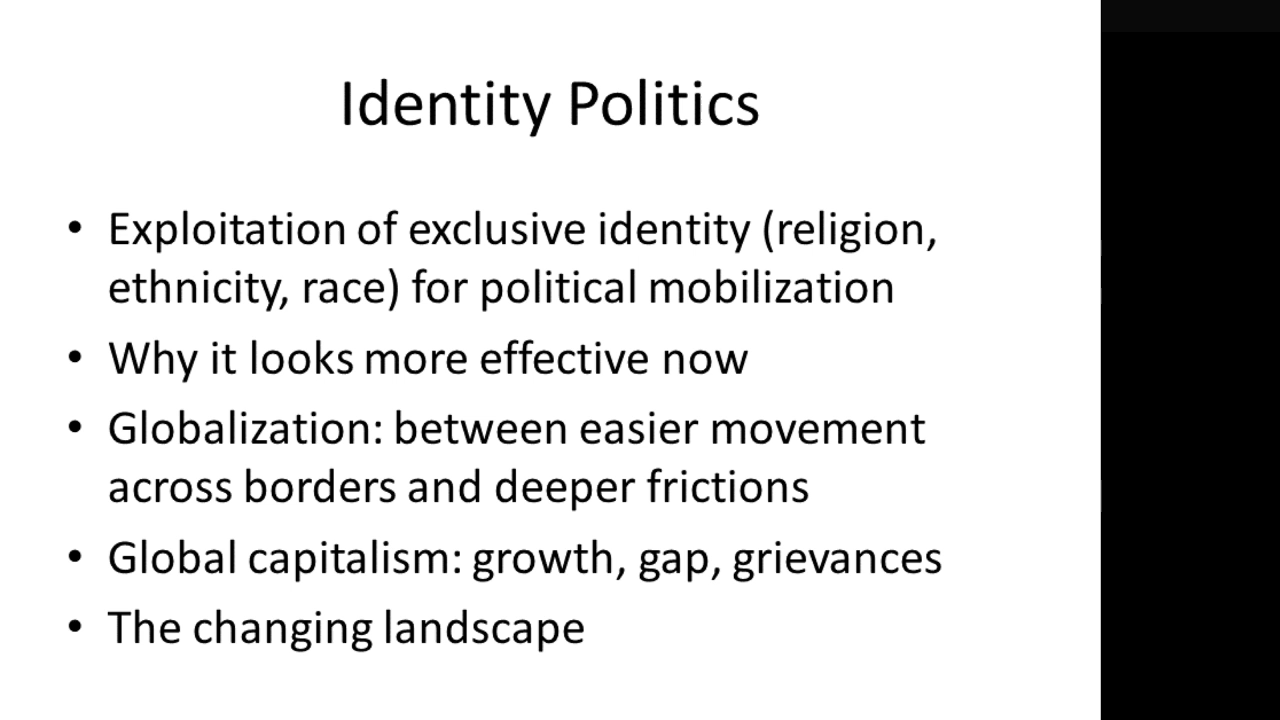 Identity Politics
• Exploitation of exclusive identity (religion,
ethnicity, race) for political mobilization
• Why it looks more effective now
• Globalization: between easier movement
across borders and deeper frictions
• Global capitalism: growth, gap, grievances
• The changing landscape